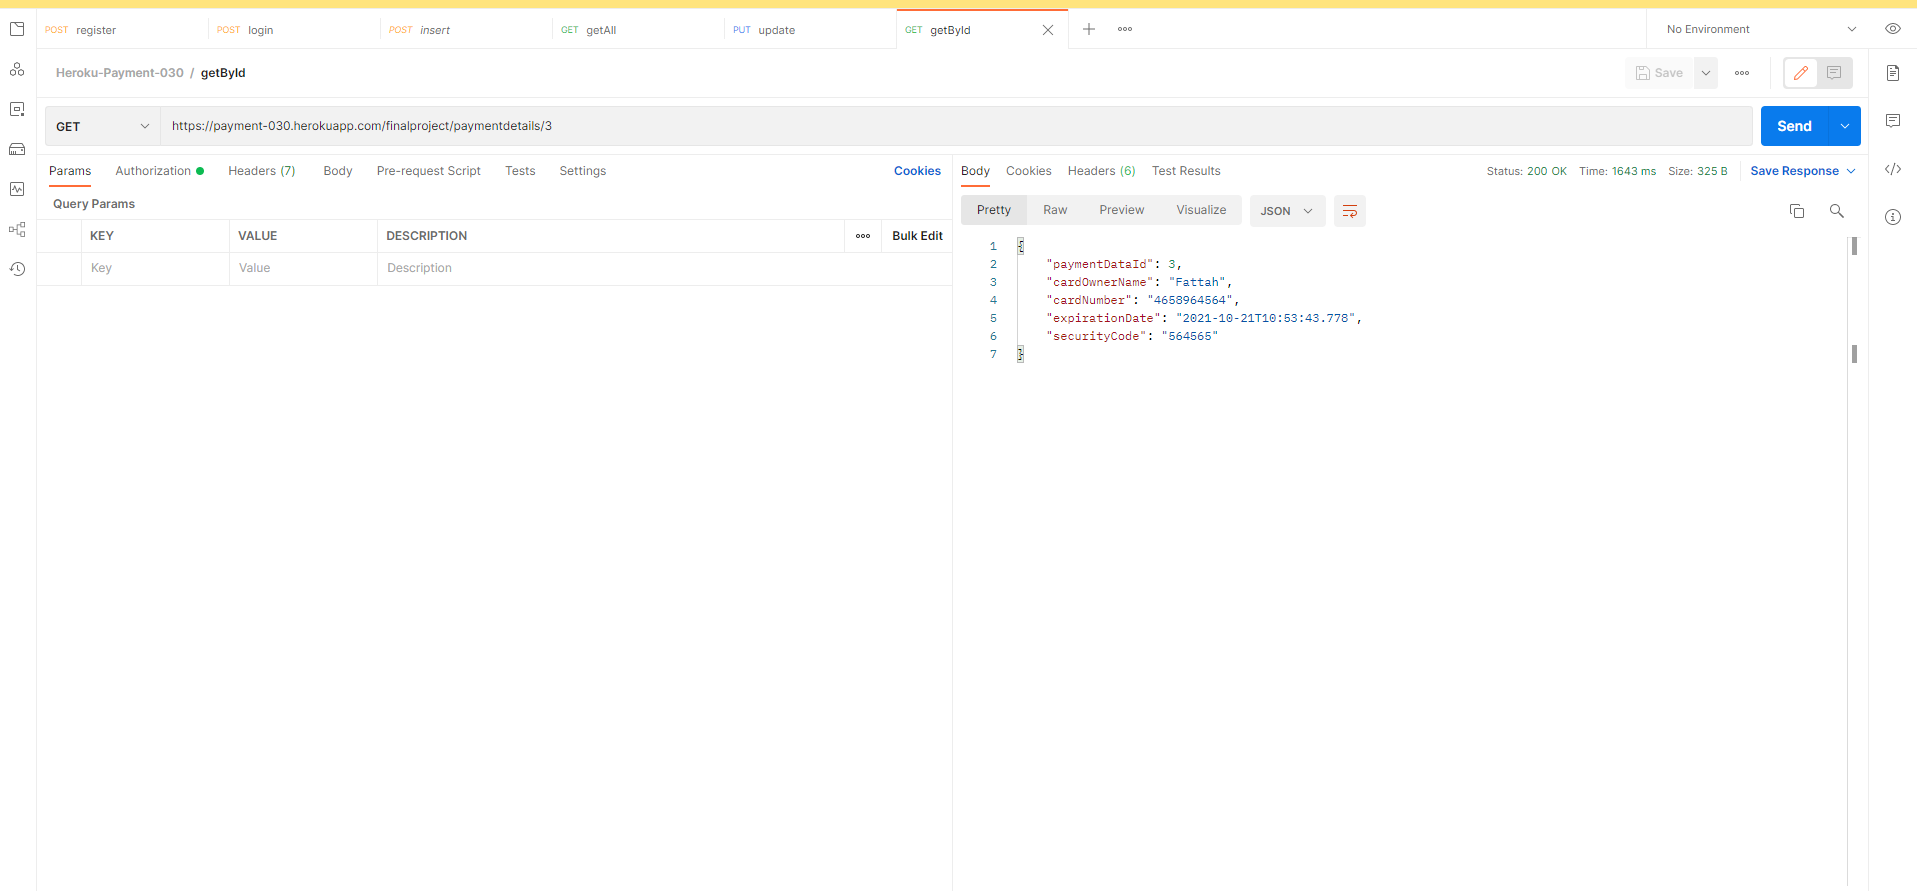 POST register POST login POST insert GET getAll PUT update GET getById No Environment
Heroku-Payment-030 / getById Save
GET https://payment-030.herokuapp.com/finalproject/paymentdetails/3 Send
Params Authorization Headers (7) Body Pre-request Script Tests Settings Cookies
Query Params
KEY VALUE DESCRIPTION Bulk Edit
Key Value Description
Body Cookies Headers (6) Test Results Status: 200 OK Time: 1643 ms Size: 325 B Save Response
Pretty Raw Preview Visualize JSON
1 {
2 "paymentDataId": 3,
3 "cardOwnerName": "Fattah",
4 "cardNumber": "4658964564",
5 "expirationDate": "2021-10-21T10:53:43.778",
6 "securityCode": "564565"
7 }